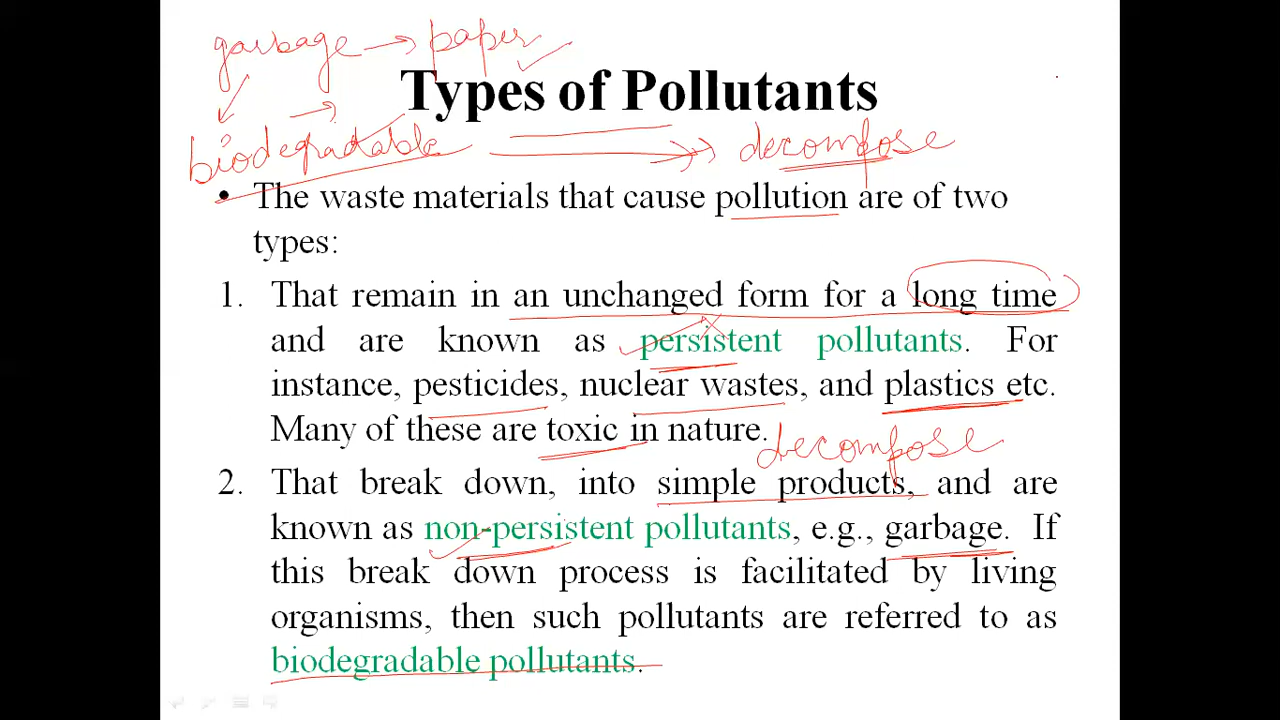 garbage → paper
Types of Pollutants
biodegradable → decompose
• The waste materials that cause pollution are of two
types:
1. That remain in an unchanged form for a long time
and are known as persistent pollutants. For
instance, pesticides, nuclear wastes, and plastics etc.
Many of these are toxic in nature.
decompose
2. That break down, into simple products, and are
known as non-persistent pollutants, e.g., garbage. If
this break down process is facilitated by living
organisms, then such pollutants are referred to as
biodegradable pollutants.